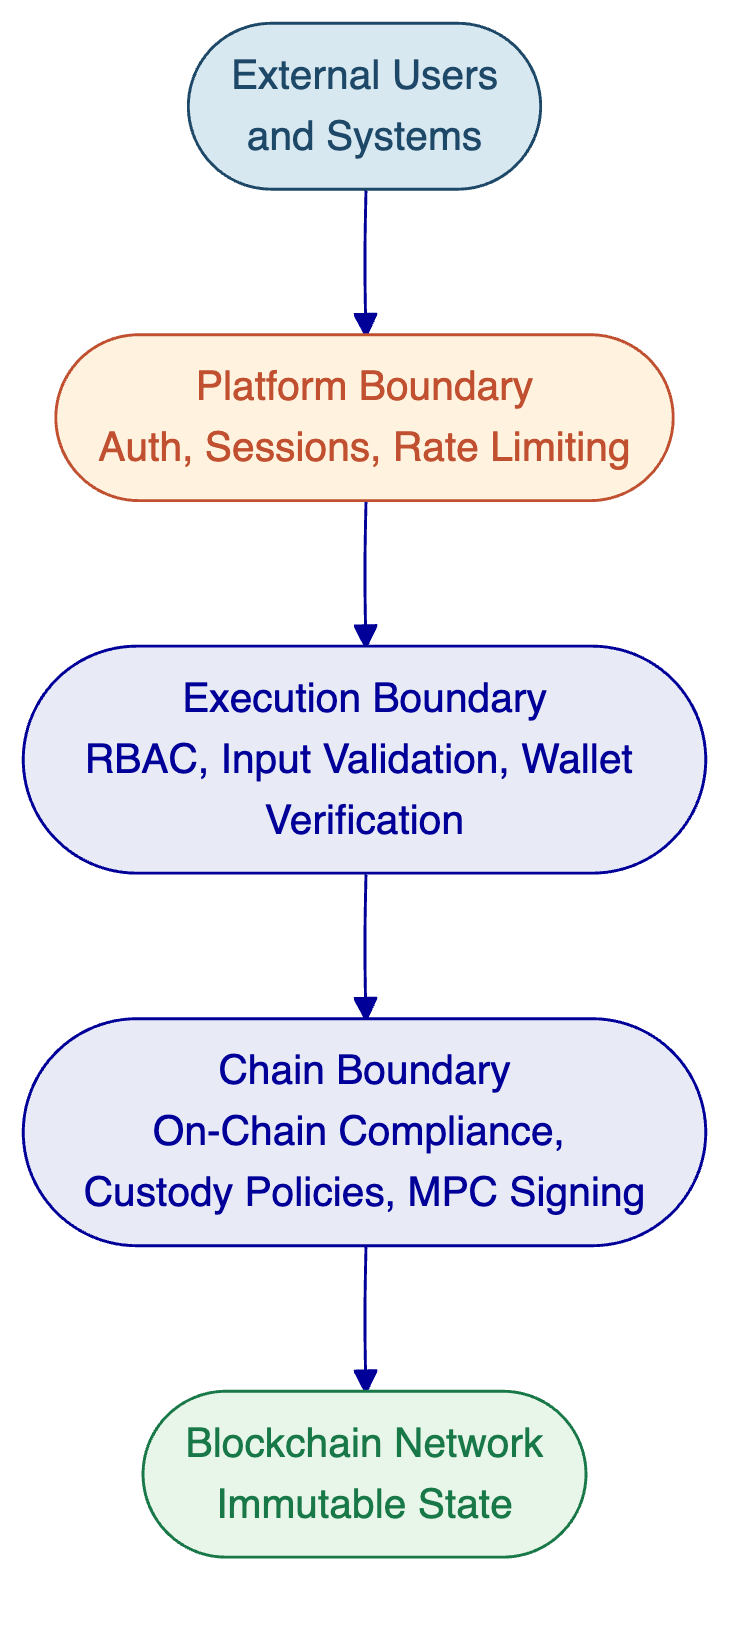 External Users
and Systems
Platform Boundary
Auth, Sessions, Rate Limiting
Execution Boundary
RBAC, Input Validation, Wallet
Verification
Chain Boundary
On-Chain Compliance,
Custody Policies, MPC Signing
Blockchain Network
Immutable State